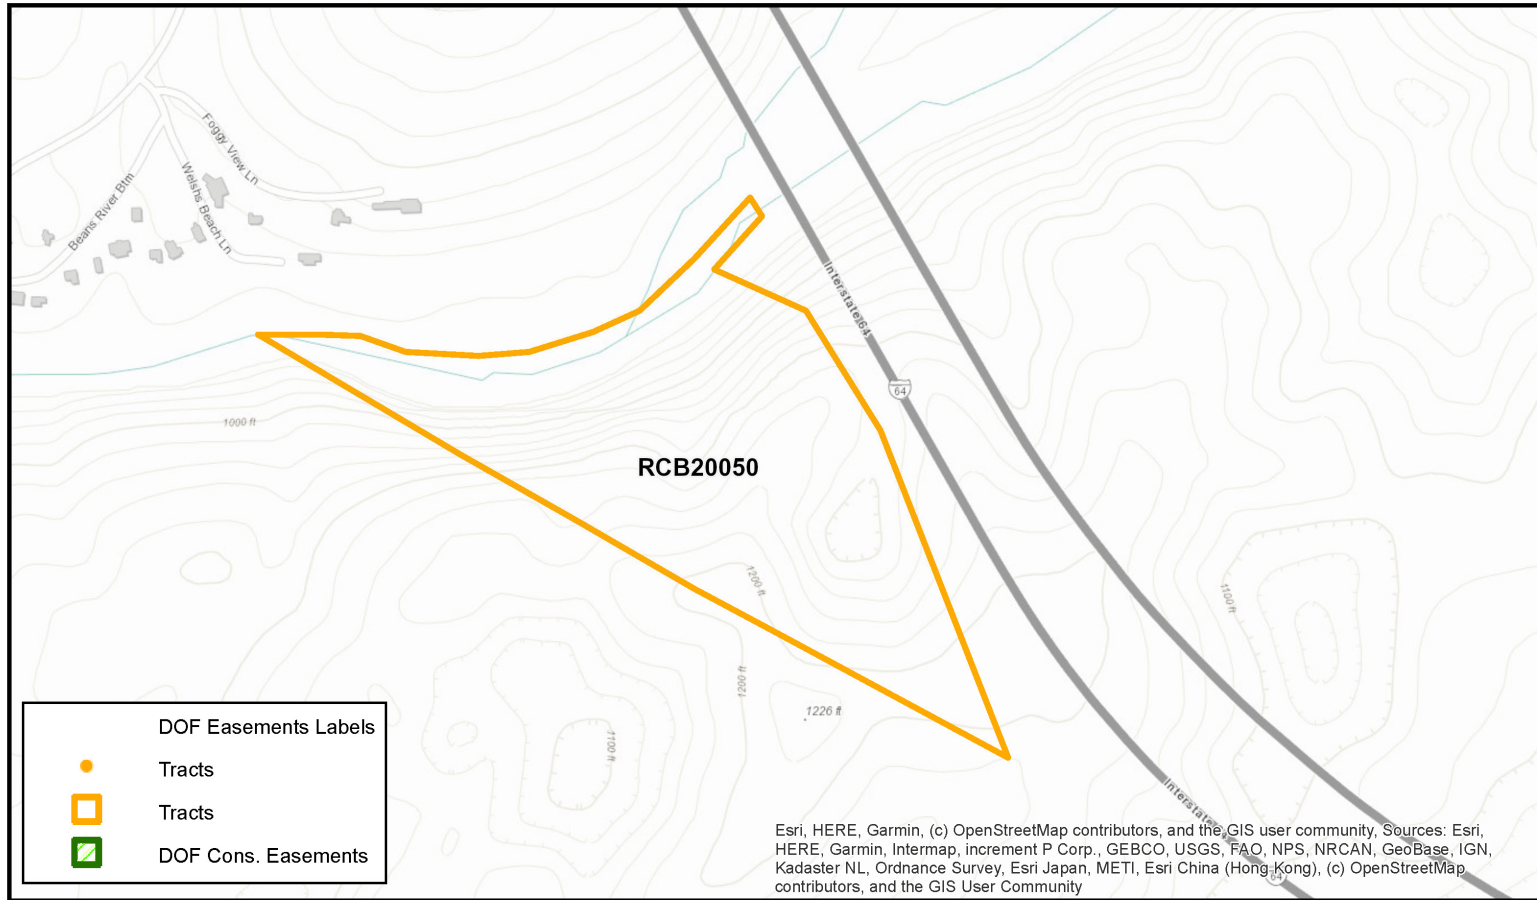 Foggy View Ln
Welshs Beach Ln
Beans River Btm
Interstate 64
64
1000 ft
RCB20050
1200 ft
1100 ft
1200 ft
1226 ft
1100 ft
DOF Easements Labels
Tracts
Tracts
DOF Cons. Easements
Interstate 64
64
Esri, HERE, Garmin, (c) OpenStreetMap contributors, and the GIS user community, Sources: Esri,
HERE, Garmin, Intermap, increment P Corp., GEBCO, USGS, FAO, NPS, NRCAN, GeoBase, IGN,
Kadaster NL, Ordnance Survey, Esri Japan, METI, Esri China (Hong Kong), (c) OpenStreetMap
contributors, and the GIS User Community